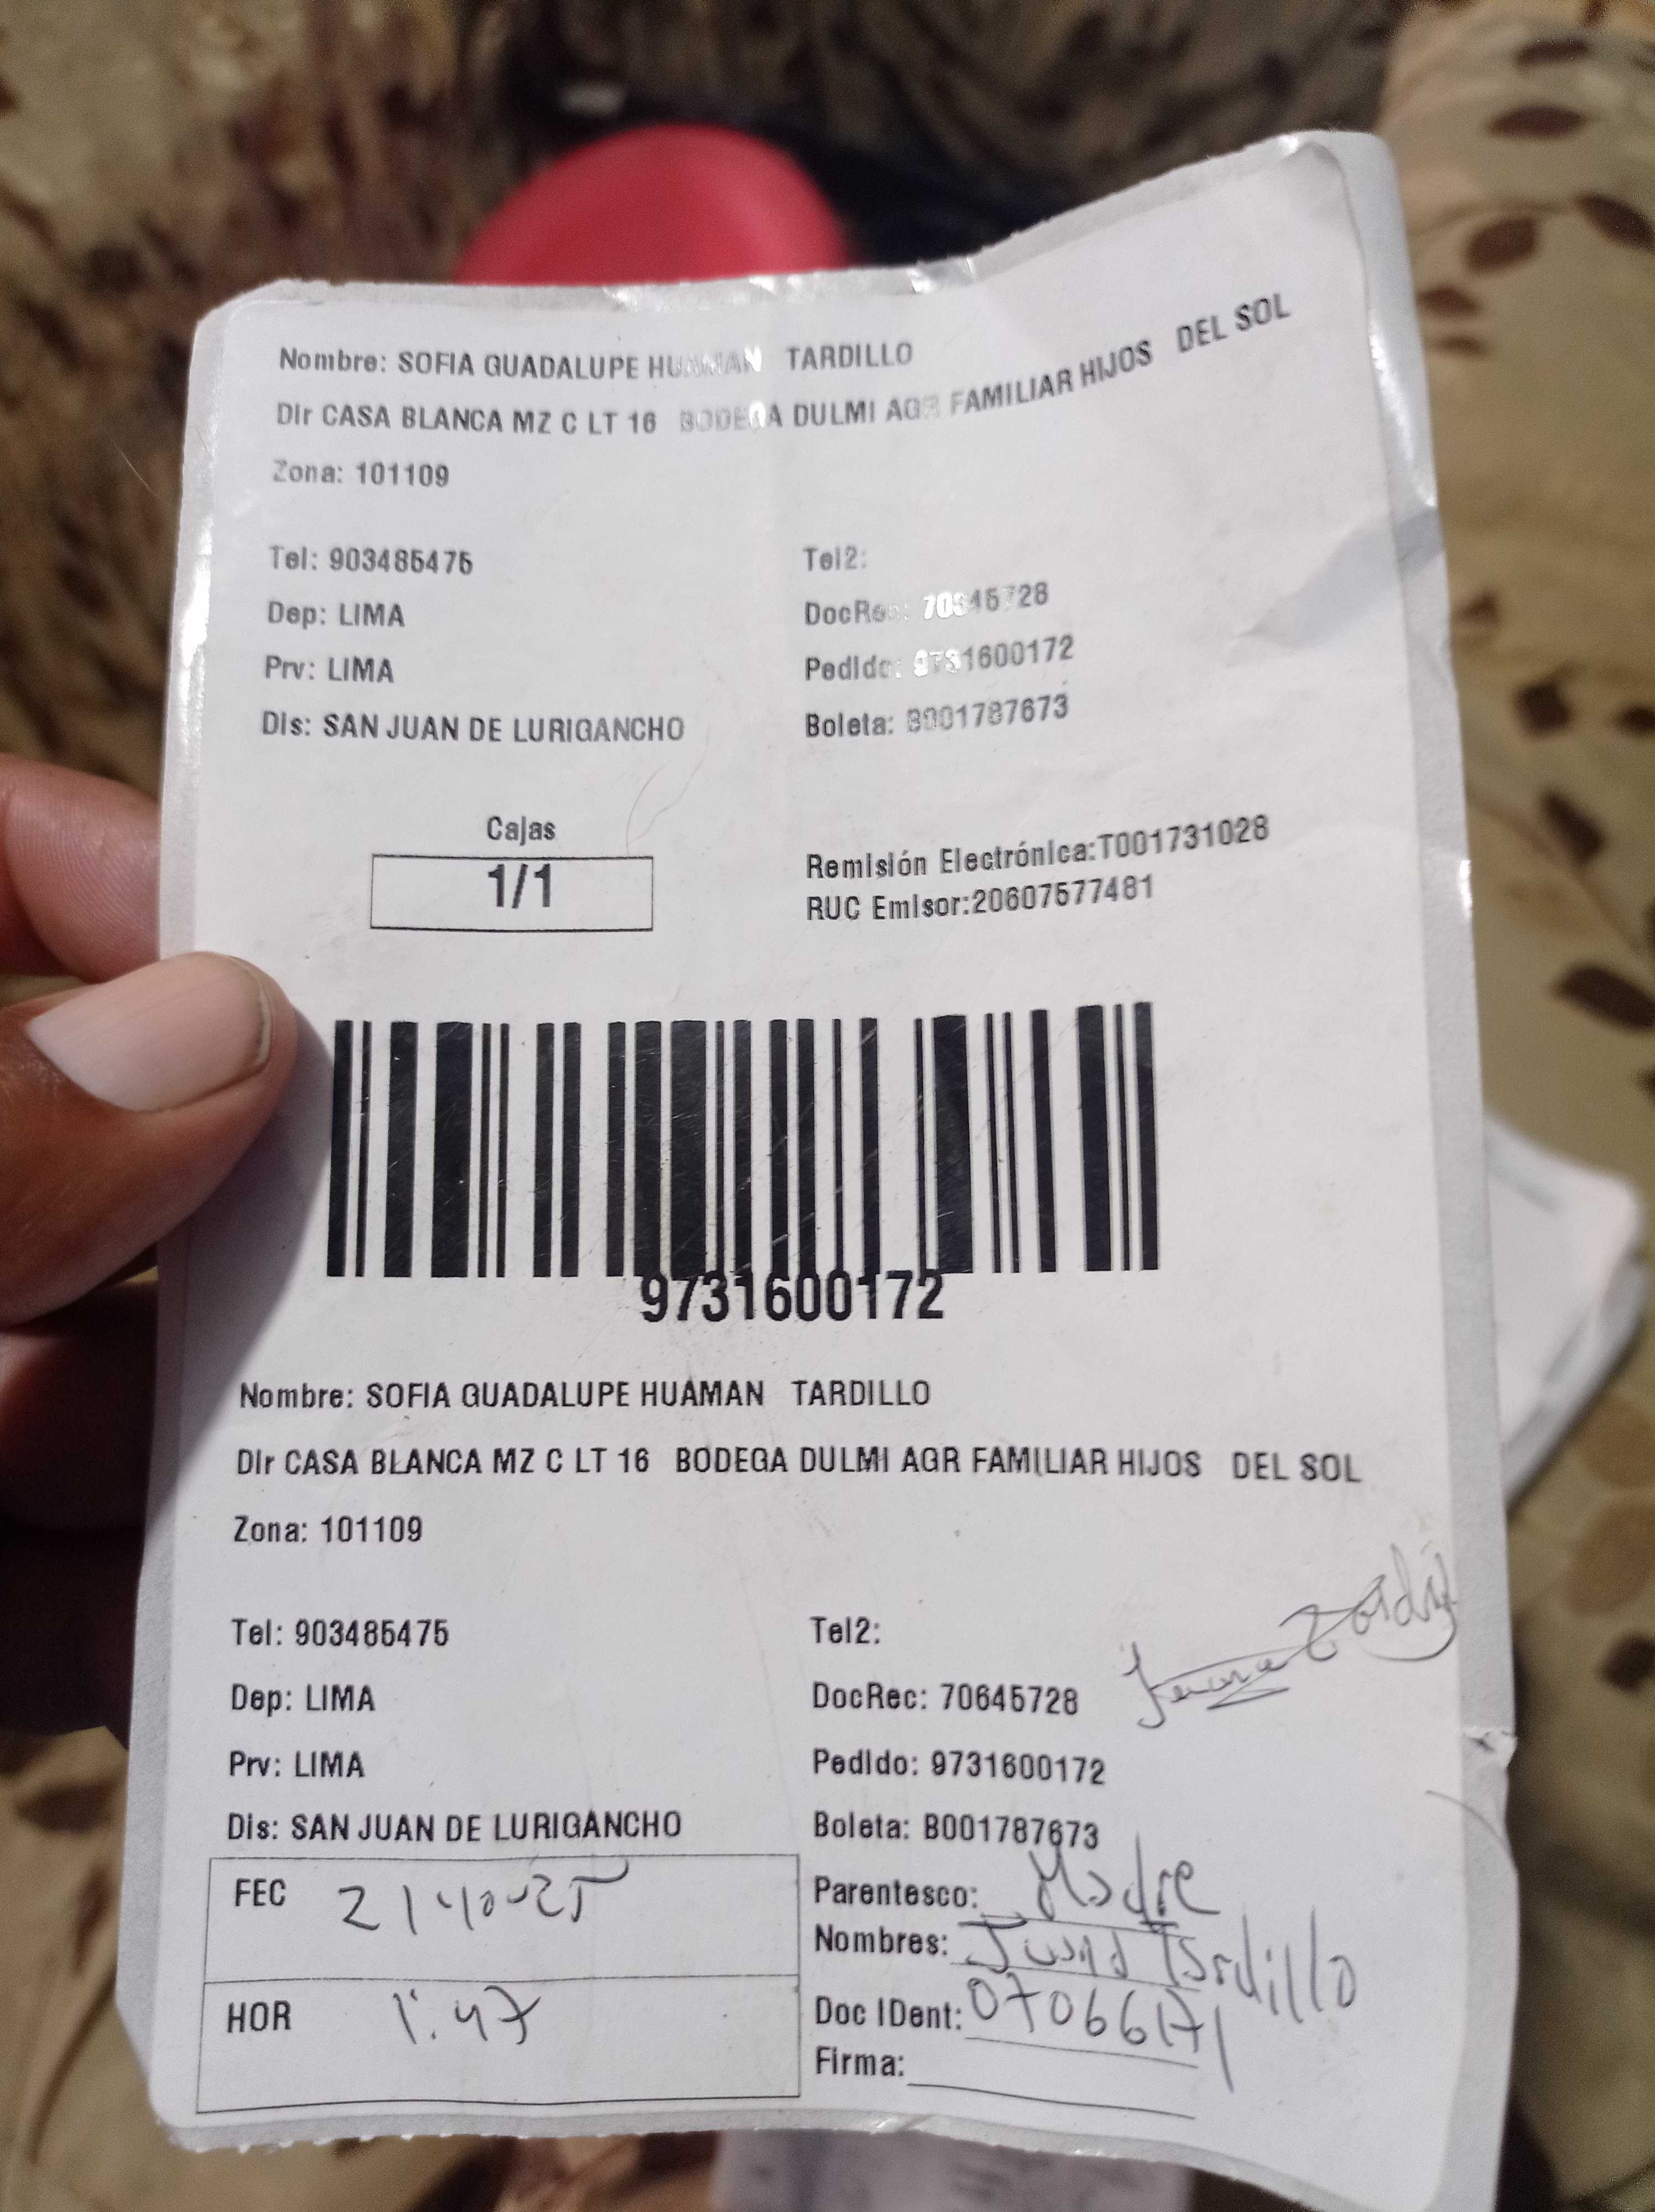 Nombre: SOFIA GUADALUPE HUAMAN TARDILLO
Dir CASA BLANCA MZ C LT 16 BODEGA DULMI AGR FAMILIAR HIJOS DEL SOL
Zona: 101109
Tel: 903485475 Tel2:
Dep: LIMA DocRec: 70645728
Prv: LIMA Pedido: 9731600172
Dis: SAN JUAN DE LURIGANCHO Boleta: B001787673
Cajas
1/1
Remisión Electrónica:T001731028
RUC Emisor:20607577481
9731600172
Nombre: SOFIA GUADALUPE HUAMAN TARDILLO
Dir CASA BLANCA MZ C LT 16 BODEGA DULMI AGR FAMILIAR HIJOS DEL SOL
Zona: 101109
Tel: 903485475 Tel2:
Dep: LIMA DocRec: 70645728
Prv: LIMA Pedido: 9731600172
Dis: SAN JUAN DE LURIGANCHO Boleta: B001787673
FEC 21-10-25
Parentesco: Madre
Nombres: Juana Tardillo
HOR 1:47
Doc IDent: 07066171
Firma: